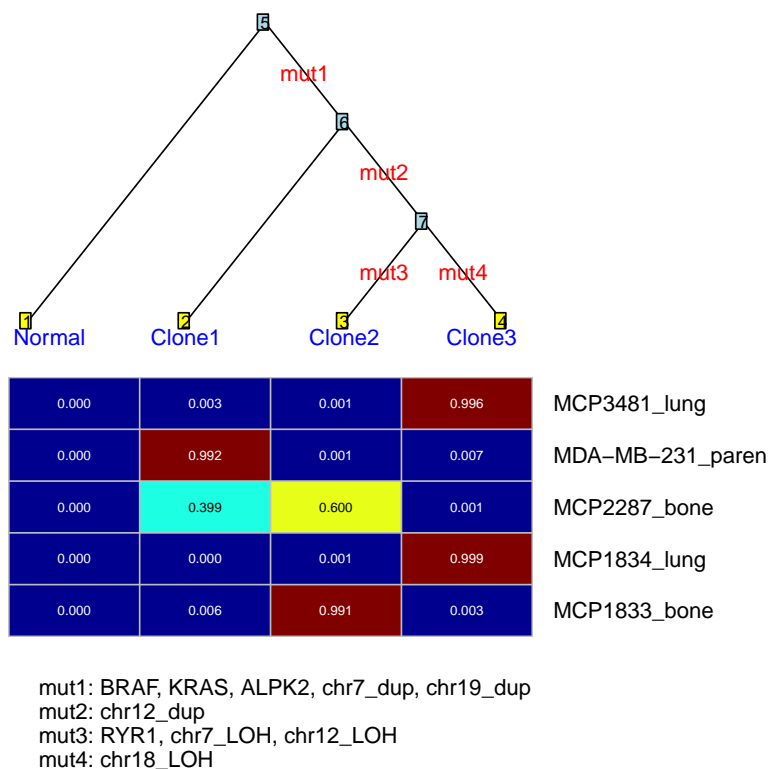 5
mut1
6
mut2
7
mut3 mut4
1 2 3 4
Normal Clone1 Clone2 Clone3
0.000 0.003 0.001 0.996 MCP3481_lung
0.000 0.992 0.001 0.007 MDA−MB−231_paren
0.000 0.399 0.600 0.001 MCP2287_bone
0.000 0.000 0.001 0.999 MCP1834_lung
0.000 0.006 0.991 0.003 MCP1833_bone
mut1: BRAF, KRAS, ALPK2, chr7_dup, chr19_dup
mut2: chr12_dup
mut3: RYR1, chr7_LOH, chr12_LOH
mut4: chr18_LOH